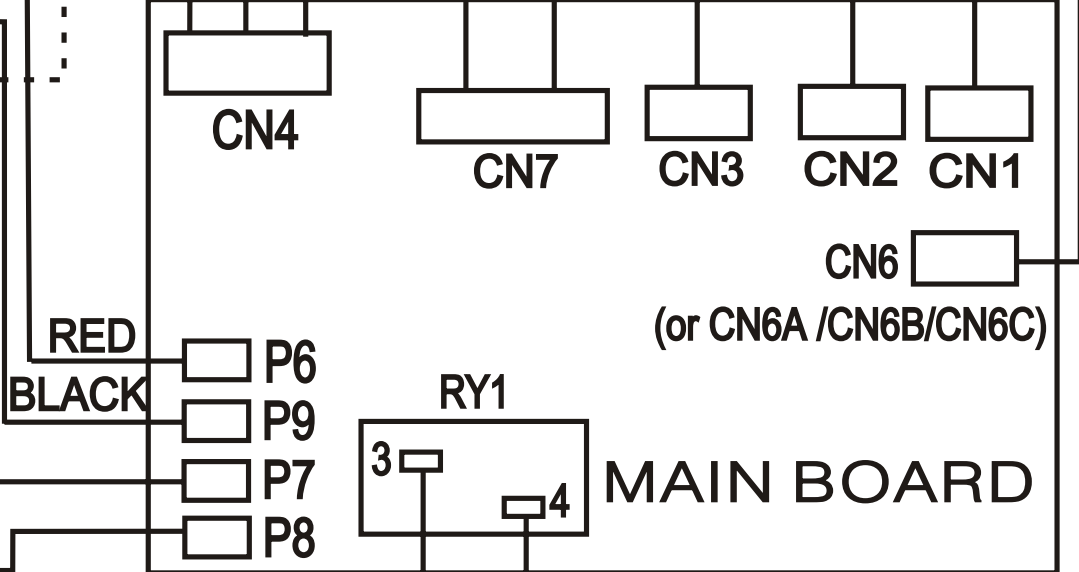 CN4
CN7
CN3
CN2
CN1
CN6
(or CN6A /CN6B/CN6C)
RED
P6
BLACK
P9
RY1
3
P7
MAIN BOARD
4
P8